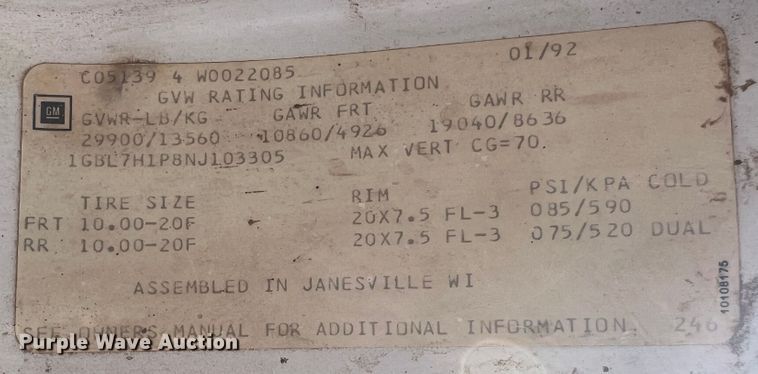 C05139 4 W0022085 01/92
GVW RATING INFORMATION
GM
GVWR-LB/KG GAWR FRT GAWR RR
29900/13560 10860/4926 19040/8636
1GBL7H1P8NJ103305 MAX VERT CG=70.
TIRE SIZE RIM PSI/KPA COLD
FRT 10.00-20F 20X7.5 FL-3 085/590
RR 10.00-20F 20X7.5 FL-3 075/520 DUAL
ASSEMBLED IN JANESVILLE WI
10108175
SEE OWNERS MANUAL FOR ADDITIONAL INFORMATION. 246
Purple Wave Auction